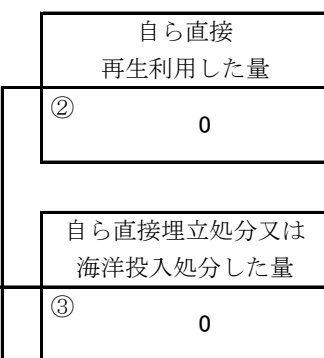 自ら直接
再生利用した量
②
0
自ら直接埋立処分又は
海洋投入処分した量
③
0